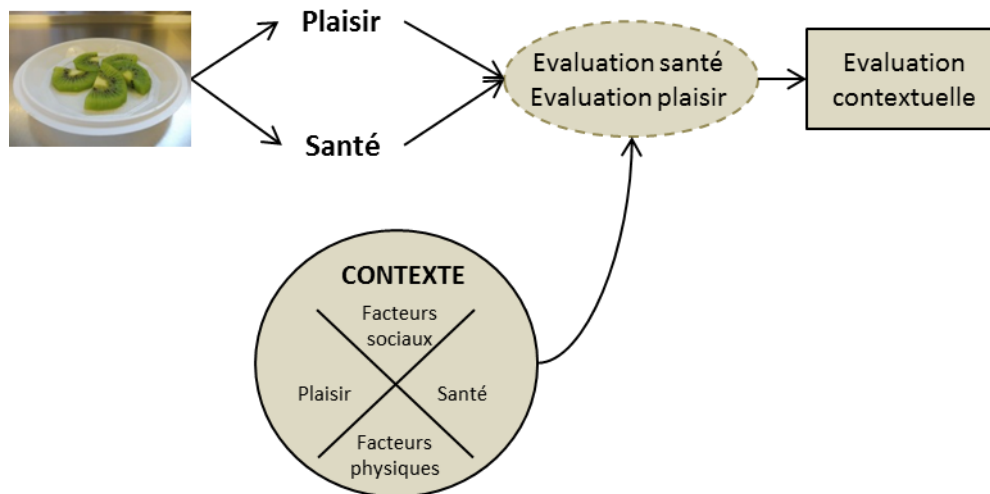 Plaisir
Santé
Evaluation santé
Evaluation plaisir
Evaluation
contextuelle
CONTEXTE
Facteurs
sociaux
Plaisir
Santé
Facteurs
physiques